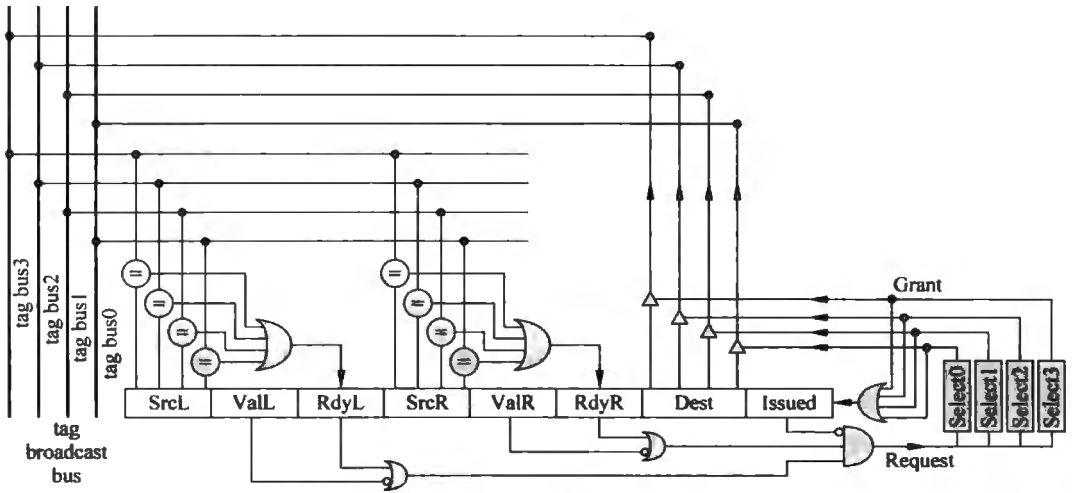 tag bus3
tag bus2
tag bus1
tag bus0
tag
broadcast
bus
=
=
=
=
=
=
=
=
SrcL
ValL
RdyL
SrcR
ValR
RdyR
Dest
Issued
Grant
Request
Select0
Select1
Select2
Select3